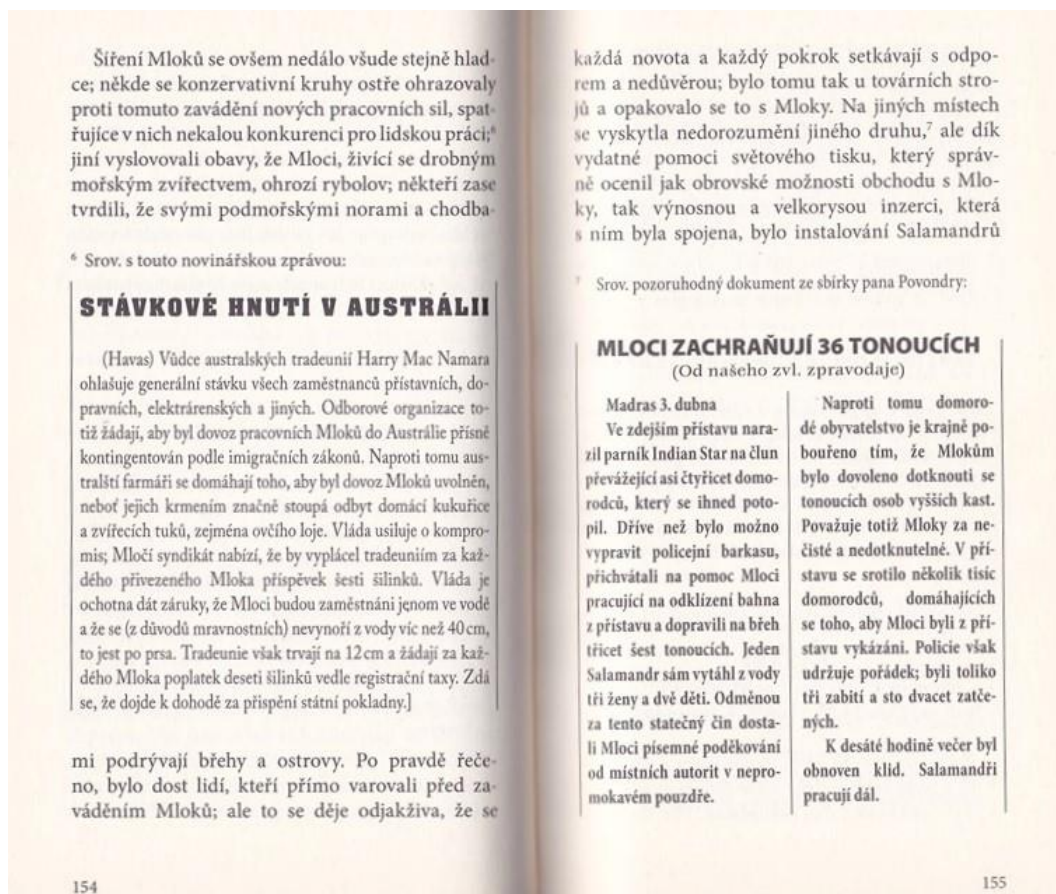 Šíření Mloků se ovšem nedálo všude stejně hlad-
ce; někde se konzervativní kruhy ostře ohrazovaly
proti tomuto zavádění nových pracovních sil, spat-
řujíce v nich nekalou konkurenci pro lidskou práci;⁶
jiní vyslovovali obavy, že Mloci, živící se drobným
mořským zvířectvem, ohrozí rybolov; někteří zase
tvrdili, že svými podmořskými norami a chodba-
⁶ Srov. s touto novinářskou zprávou:
STÁVKOVÉ HNUTÍ V AUSTRÁLII
(Havas) Vůdce australských tradeunií Harry Mac Namara
ohlašuje generální stávku všech zaměstnanců přístavních, do-
pravních, elektrárenských a jiných. Odborové organizace to-
tiž žádají, aby byl dovoz pracovních Mloků do Austrálie přísně
kontingentován podle imigračních zákonů. Naproti tomu aus-
tralští farmáři se domáhají toho, aby byl dovoz Mloků uvolněn,
neboť jejich krmením značně stoupá odbyt domácí kukuřice
a zvířecích tuků, zejména ovčího loje. Vláda usiluje o kompro-
mis; Mločí syndikát nabízí, že by vyplácel tradeuniím za kaž-
dého přivezeného Mloka příspěvek šesti šilinků. Vláda je
ochotna dát záruky, že Mloci budou zaměstnáni jenom ve vodě
a že se (z důvodů mravnostních) nevynoří z vody víc než 40 cm,
to jest po prsa. Tradeunie však trvají na 12 cm a žádají za kaž-
dého Mloka poplatek deseti šilinků vedle registrační taxy. Zdá
se, že dojde k dohodě za přispění státní pokladny.]
mi podrývají břehy a ostrovy. Po pravdě řeče-
no, bylo dost lidí, kteří přímo varovali před za-
váděním Mloků; ale to se děje odjakživa, že se
154
každá novota a každý pokrok setkávají s odpo-
rem a nedůvěrou; bylo tomu tak u továrních stro-
jů a opakovalo se to s Mloky. Na jiných místech
se vyskytla nedorozumění jiného druhu,⁷ ale dík
vydatné pomoci světového tisku, který správ-
ně ocenil jak obrovské možnosti obchodu s Mlo-
ky, tak výnosnou a velkorysou inzerci, která
s ním byla spojena, bylo instalování Salamandrů
⁷ Srov. pozoruhodný dokument ze sbírky pana Povondry:
MLOCI ZACHRAŇUJÍ 36 TONOUCÍCH
(Od našeho zvl. zpravodaje)
Madras 3. dubna
Ve zdejším přístavu nara-
zil parník Indian Star na člun
převážející asi čtyřicet domo-
rodců, který se ihned poto-
pil. Dříve než bylo možno
vypravit policejní barkasu,
přichvátali na pomoc Mloci
pracující na odklízení bahna
z přístavu a dopravili na břeh
třicet šest tonoucích. Jeden
Salamandr sám vytáhl z vody
tři ženy a dvě děti. Odměnou
za tento statečný čin dosta-
li Mloci písemné poděkování
od místních autorit v nepro-
mokavém pouzdře.
Naproti tomu domoro-
dé obyvatelstvo je krajně po-
bouřeno tím, že Mlokům
bylo dovoleno dotknouti se
tonoucích osob vyšších kast.
Považuje totiž Mloky za ne-
čisté a nedotknutelné. V pří-
stavu se srotilo několik tisíc
domorodců, domáhajících
se toho, aby Mloci byli z pří-
stavu vykázáni. Policie však
udržuje pořádek; byli toliko
tři zabití a sto dvacet zatče-
ných.
K desáté hodině večer byl
obnoven klid. Salamandři
pracují dál.
155